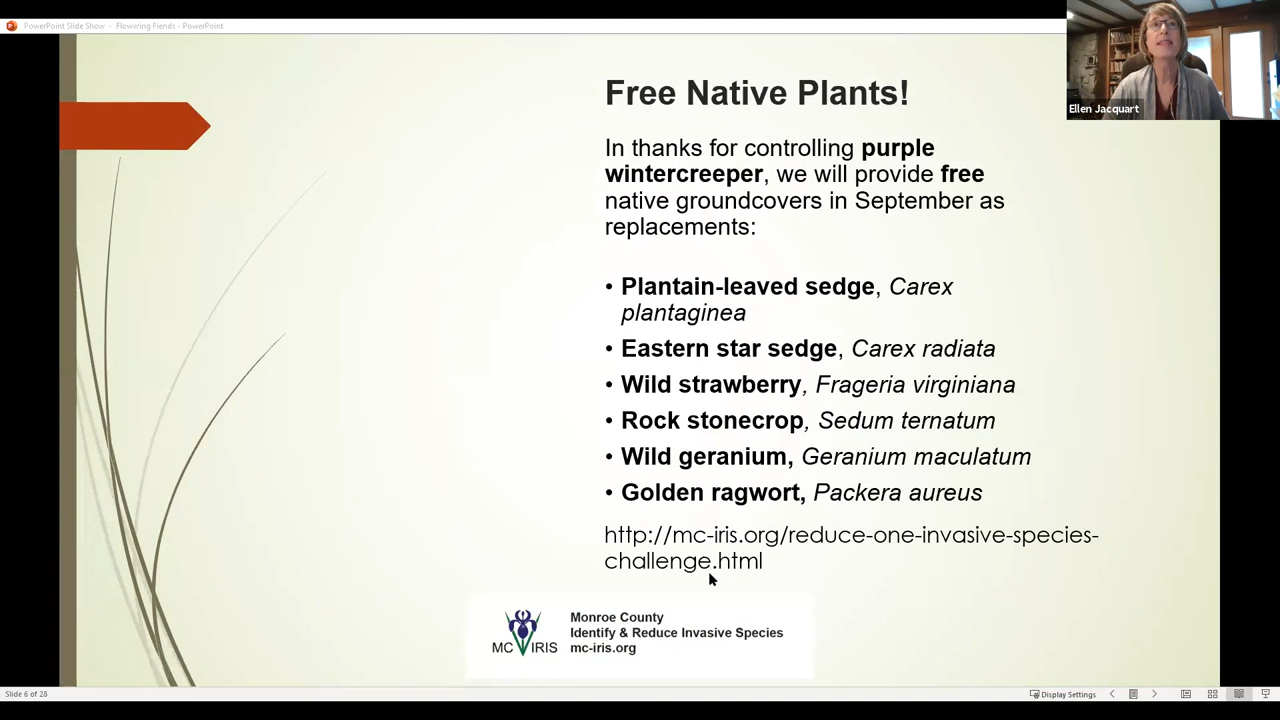 PowerPoint Slide Show - Flowering Fiends - PowerPoint
Ellen Jacquart
Free Native Plants!
In thanks for controlling purple
wintercreeper, we will provide free
native groundcovers in September as
replacements:
• Plantain-leaved sedge, Carex
plantaginea
• Eastern star sedge, Carex radiata
• Wild strawberry, Frageria virginiana
• Rock stonecrop, Sedum ternatum
• Wild geranium, Geranium maculatum
• Golden ragwort, Packera aureus
http://mc-iris.org/reduce-one-invasive-species-
challenge.html
MC IRIS
Monroe County
Identify & Reduce Invasive Species
mc-iris.org
Slide 6 of 28
Display Settings